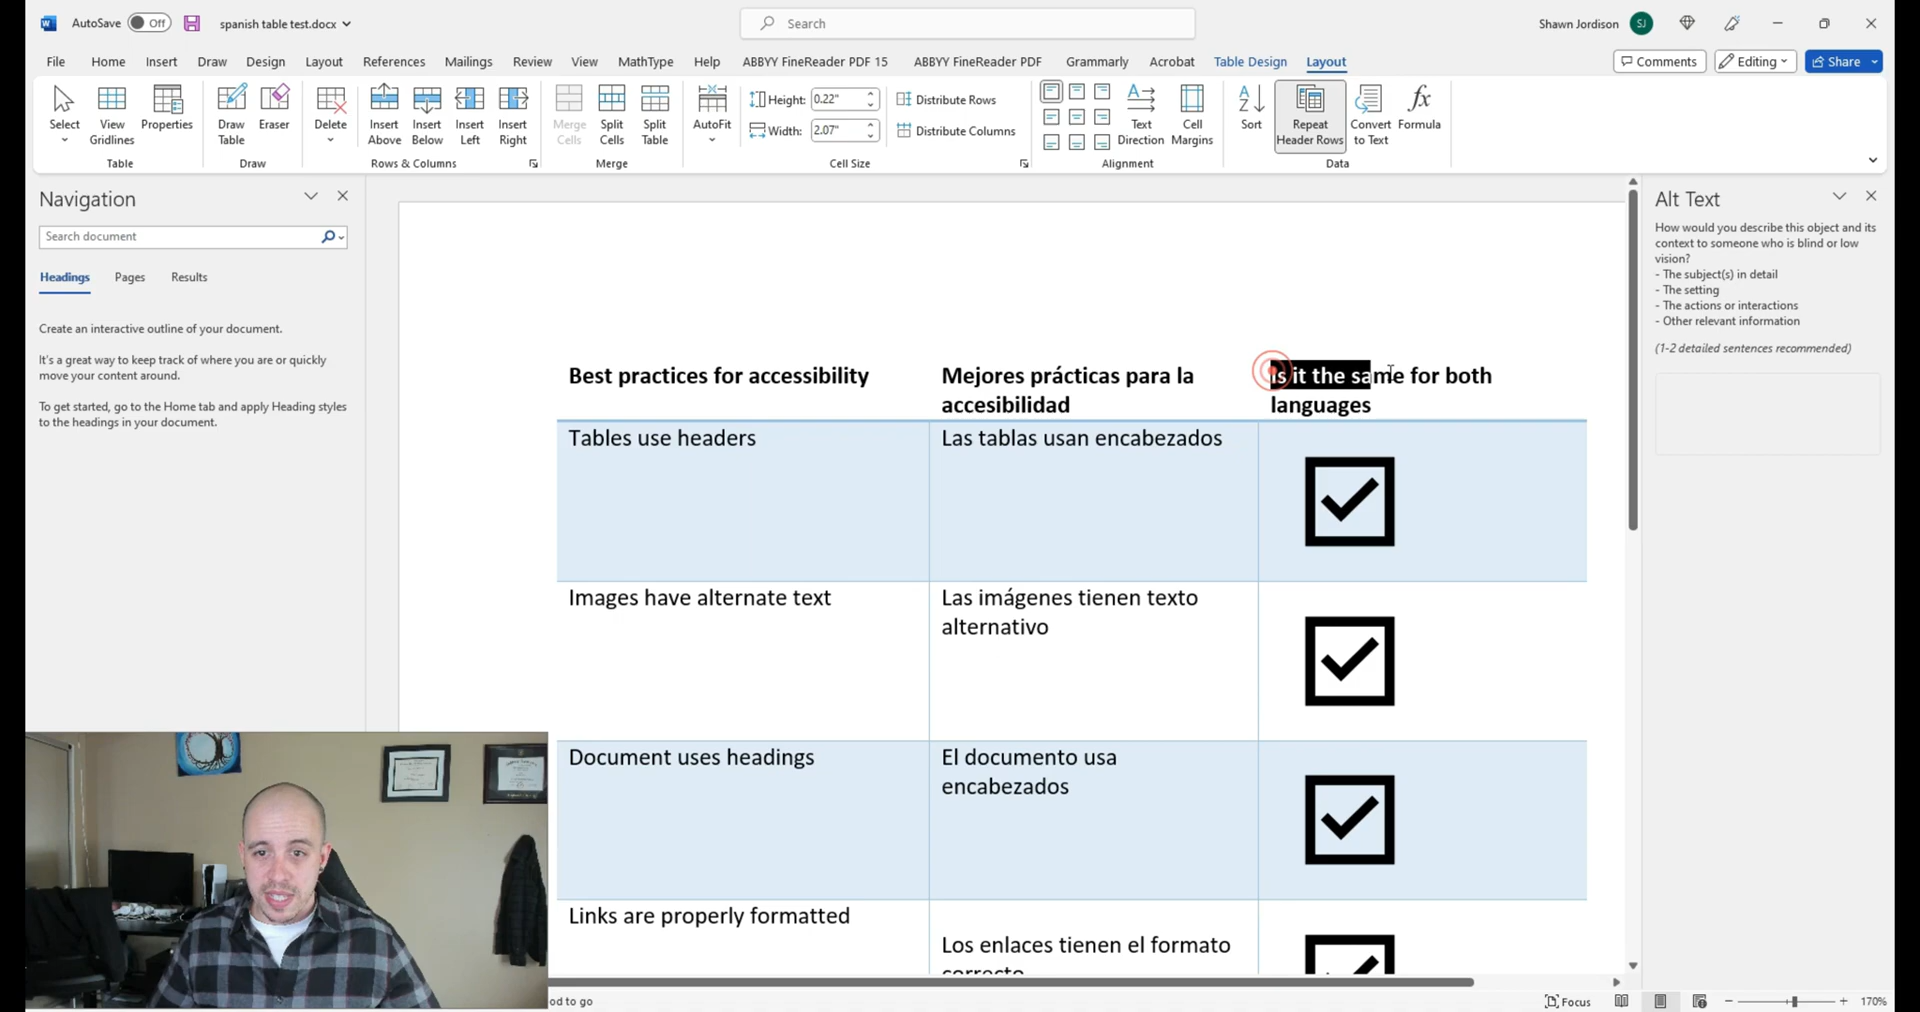 AutoSave Off spanish table test.docx Search Shawn Jordison SJ
File Home Insert Draw Design Layout References Mailings Review View MathType Help ABBYY FineReader PDF 15 ABBYY FineReader PDF Grammarly Acrobat Table Design Layout Comments Editing Share
Select
View
Gridlines
Properties
Table
Draw
Table
Eraser
Draw
Delete
Insert
Above
Insert
Below
Insert
Left
Insert
Right
Rows & Columns
Merge
Cells
Split
Cells
Split
Table
Merge
AutoFit
Height: 0.22"
Width: 2.07"
Distribute Rows
Distribute Columns
Cell Size
Text
Direction
Cell
Margins
Alignment
Sort
Repeat
Header Rows
Convert
to Text
Formula
Data
Navigation
Search document
Headings Pages Results
Create an interactive outline of your document.
It's a great way to keep track of where you are or quickly
move your content around.
To get started, go to the Home tab and apply Heading styles
to the headings in your document.
Best practices for accessibility
Mejores prácticas para la
accesibilidad
Is it the same for both
languages
Tables use headers
Las tablas usan encabezados
Images have alternate text
Las imágenes tienen texto
alternativo
Document uses headings
El documento usa
encabezados
Links are properly formatted
Los enlaces tienen el formato
correcto
Alt Text
How would you describe this object and its
context to someone who is blind or low
vision?
- The subject(s) in detail
- The setting
- The actions or interactions
- Other relevant information
(1-2 detailed sentences recommended)
od to go
Focus
170%